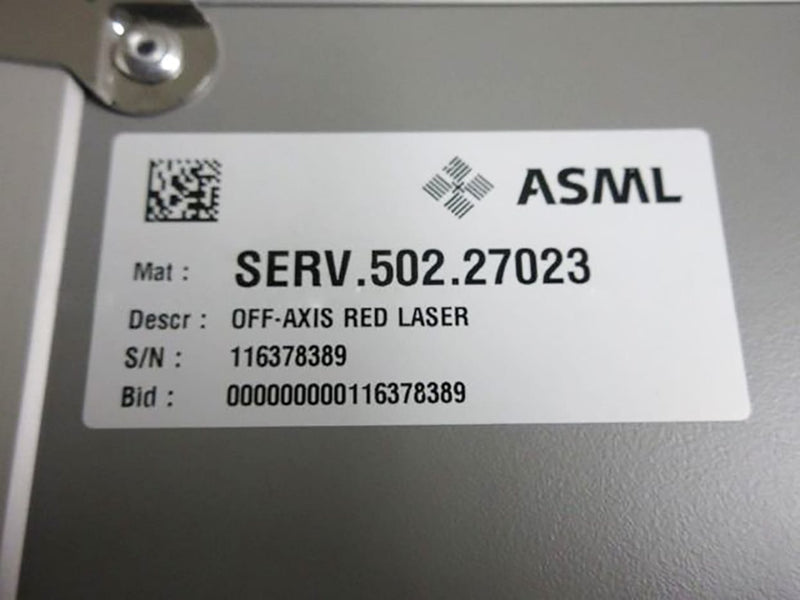 ASML
Mat : SERV.502.27023
Descr : OFF-AXIS RED LASER
S/N : 116378389
Bid : 000000000116378389